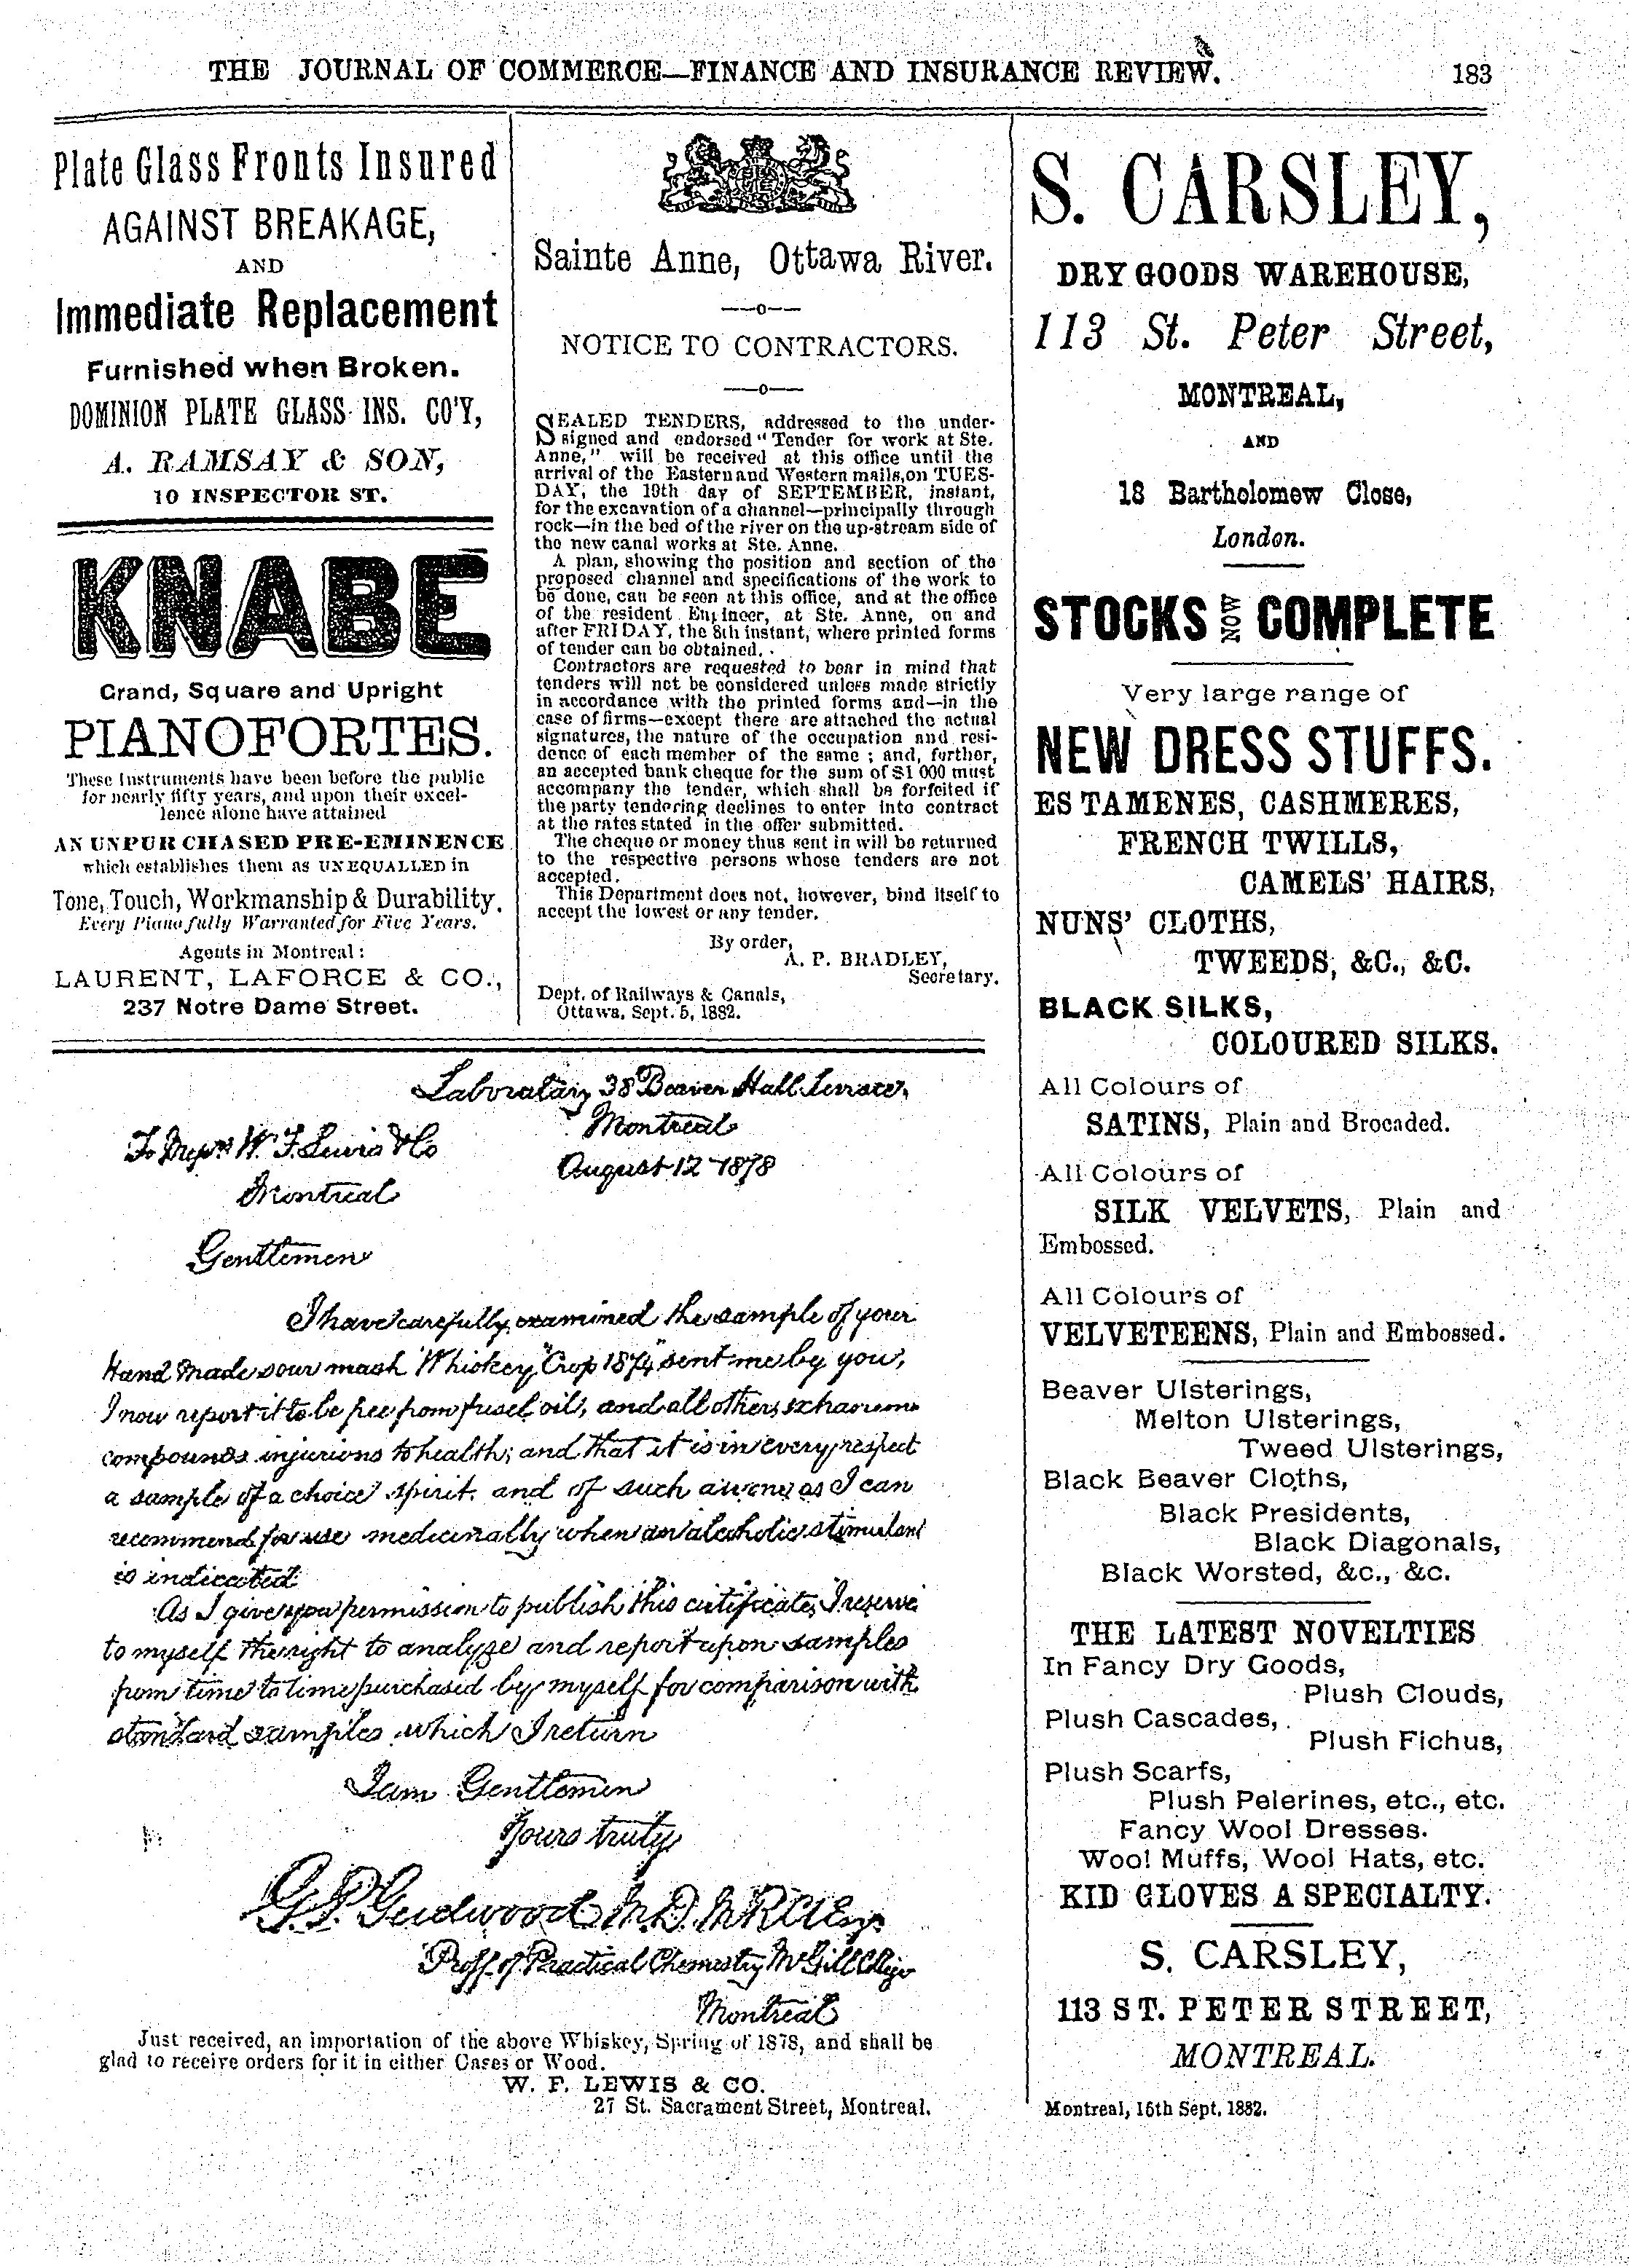 THE JOURNAL OF COMMERCE—FINANCE AND INSURANCE REVIEW. 183
Plate Glass Fronts Insured
AGAINST BREAKAGE,
AND
Immediate Replacement
Furnished when Broken.
DOMINION PLATE GLASS INS. CO'Y,
A. RAMSAY & SON,
10 INSPECTOR ST.
KNABE
Grand, Square and Upright
PIANOFORTES.
These Instruments have been before the public
for nearly fifty years, and upon their excel-
lence alone have attained
AN UNPURCHASED PRE-EMINENCE
which establishes them as UNEQUALLED in
Tone, Touch, Workmanship & Durability.
Every Piano fully Warranted for Five Years.
Agents in Montreal:
LAURENT, LAFORCE & CO.,
237 Notre Dame Street.
Sainte Anne, Ottawa River.
—o—
NOTICE TO CONTRACTORS.
—o—
SEALED TENDERS, addressed to the under-
signed and endorsed "Tender for work at Ste.
Anne," will be received at this office until the
arrival of the Eastern and Western mails, on TUES-
DAY, the 19th day of SEPTEMBER, instant,
for the excavation of a channel—principally through
rock—in the bed of the river on the up-stream side of
the new canal works at Ste. Anne.
A plan, showing the position and section of the
proposed channel and specifications of the work to
be done, can be seen at this office, and at the office
of the resident Engineer, at Ste. Anne, on and
after FRIDAY, the 8th instant, where printed forms
of tender can be obtained.
Contractors are requested to bear in mind that
tenders will not be considered unless made strictly
in accordance with the printed forms and—in the
case of firms—except there are attached the actual
signatures, the nature of the occupation and resi-
dence of each member of the same; and, further,
an accepted bank cheque for the sum of $1 000 must
accompany the tender, which shall be forfeited if
the party tendering declines to enter into contract
at the rates stated in the offer submitted.
The cheque or money thus sent in will be returned
to the respective persons whose tenders are not
accepted.
This Department does not, however, bind itself to
accept the lowest or any tender.
By order,
A. P. BRADLEY,
Secretary.
Dept. of Railways & Canals,
Ottawa, Sept. 5, 1882.
Laboratory 38 Beaver Hall Terrace,
Montreal
August 12 1878
To Messrs W. F. Lewis & Co
Montreal
Gentlemen
I have carefully examined the sample of your
Hand Made sour mash Whiskey "Crop 1874" sent me by you,
I now report it to be free from fusel oil, and all others
compounds injurious to health; and that it is in every respect
a sample of a choice spirit, and of such a one as I can
recommend for use medicinally when an alcoholic stimulant
is indicated
As I give you permission to publish this certificate, I reserve
to myself the right to analyze and report upon samples
from time to time purchased by myself for comparison with
standard samples which I return
I am Gentlemen
Yours truly
G. P. Girdwood M.D. M.R.C.S. Eng.
Proff. of Practical Chemistry McGill College
Montreal
Just received, an importation of the above Whiskey, Spring of 1878, and shall be
glad to receive orders for it in either Cases or Wood.
W. F. LEWIS & CO.
27 St. Sacrament Street, Montreal.
S. CARSLEY,
DRY GOODS WAREHOUSE,
113 St. Peter Street,
MONTREAL,
AND
18 Bartholomew Close,
London.
STOCKS NOW COMPLETE
Very large range of
NEW DRESS STUFFS.
ESTAMENES, CASHMERES,
FRENCH TWILLS,
CAMELS' HAIRS,
NUNS' CLOTHS,
TWEEDS, &C., &C.
BLACK SILKS,
COLOURED SILKS.
All Colours of
SATINS, Plain and Brocaded.
All Colours of
SILK VELVETS, Plain and
Embossed.
All Colours of
VELVETEENS, Plain and Embossed.
Beaver Ulsterings,
Melton Ulsterings,
Tweed Ulsterings,
Black Beaver Cloths,
Black Presidents,
Black Diagonals,
Black Worsted, &c., &c.
THE LATEST NOVELTIES
In Fancy Dry Goods,
Plush Clouds,
Plush Cascades,
Plush Fichus,
Plush Scarfs,
Plush Pelerines, etc., etc.
Fancy Wool Dresses.
Wool Muffs, Wool Hats, etc.
KID GLOVES A SPECIALTY.
S. CARSLEY,
113 ST. PETER STREET,
MONTREAL.
Montreal, 15th Sept, 1882.